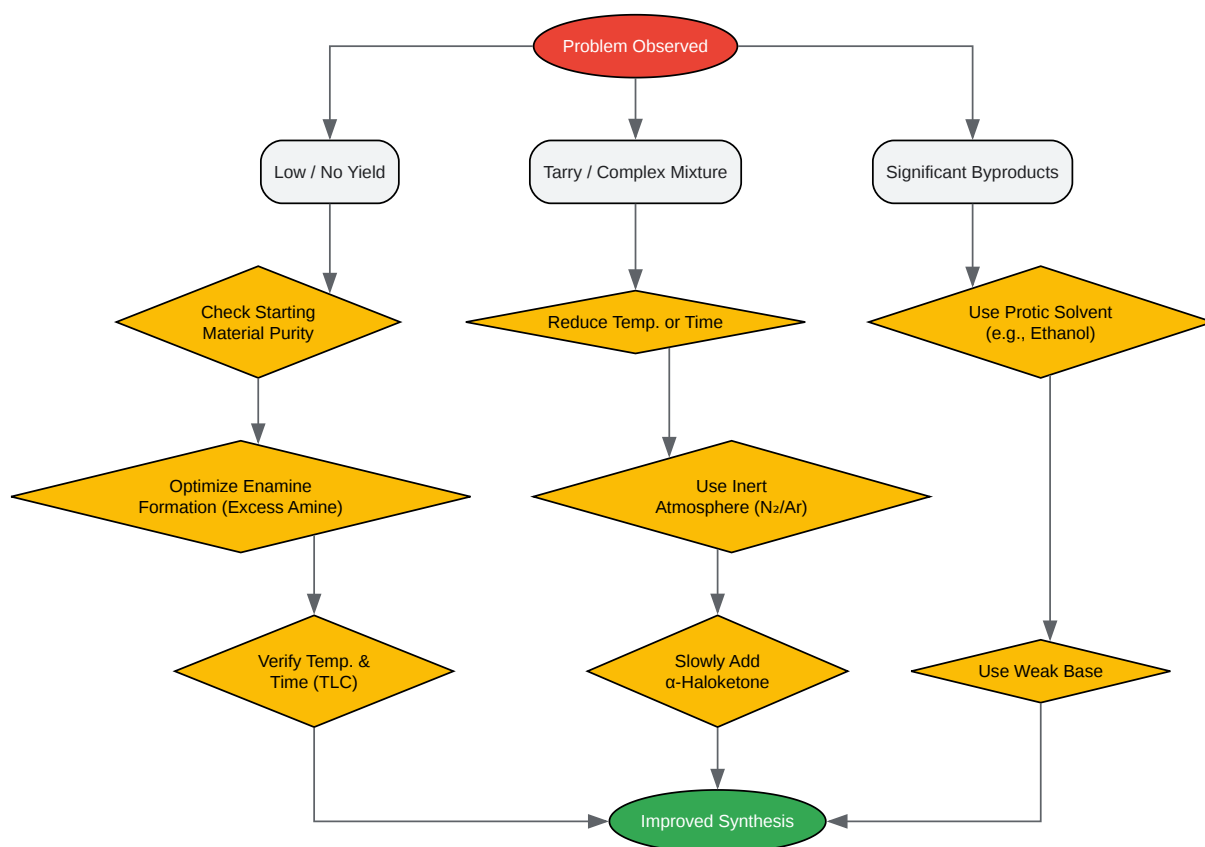 Problem Observed
Low / No Yield
Tarry / Complex Mixture
Significant Byproducts
Check Starting
Material Purity
Reduce Temp. or Time
Use Protic Solvent
(e.g., Ethanol)
Optimize Enamine
Formation (Excess Amine)
Use Inert
Atmosphere (N₂/Ar)
Verify Temp. &
Time (TLC)
Slowly Add
α-Haloketone
Use Weak Base
Improved Synthesis